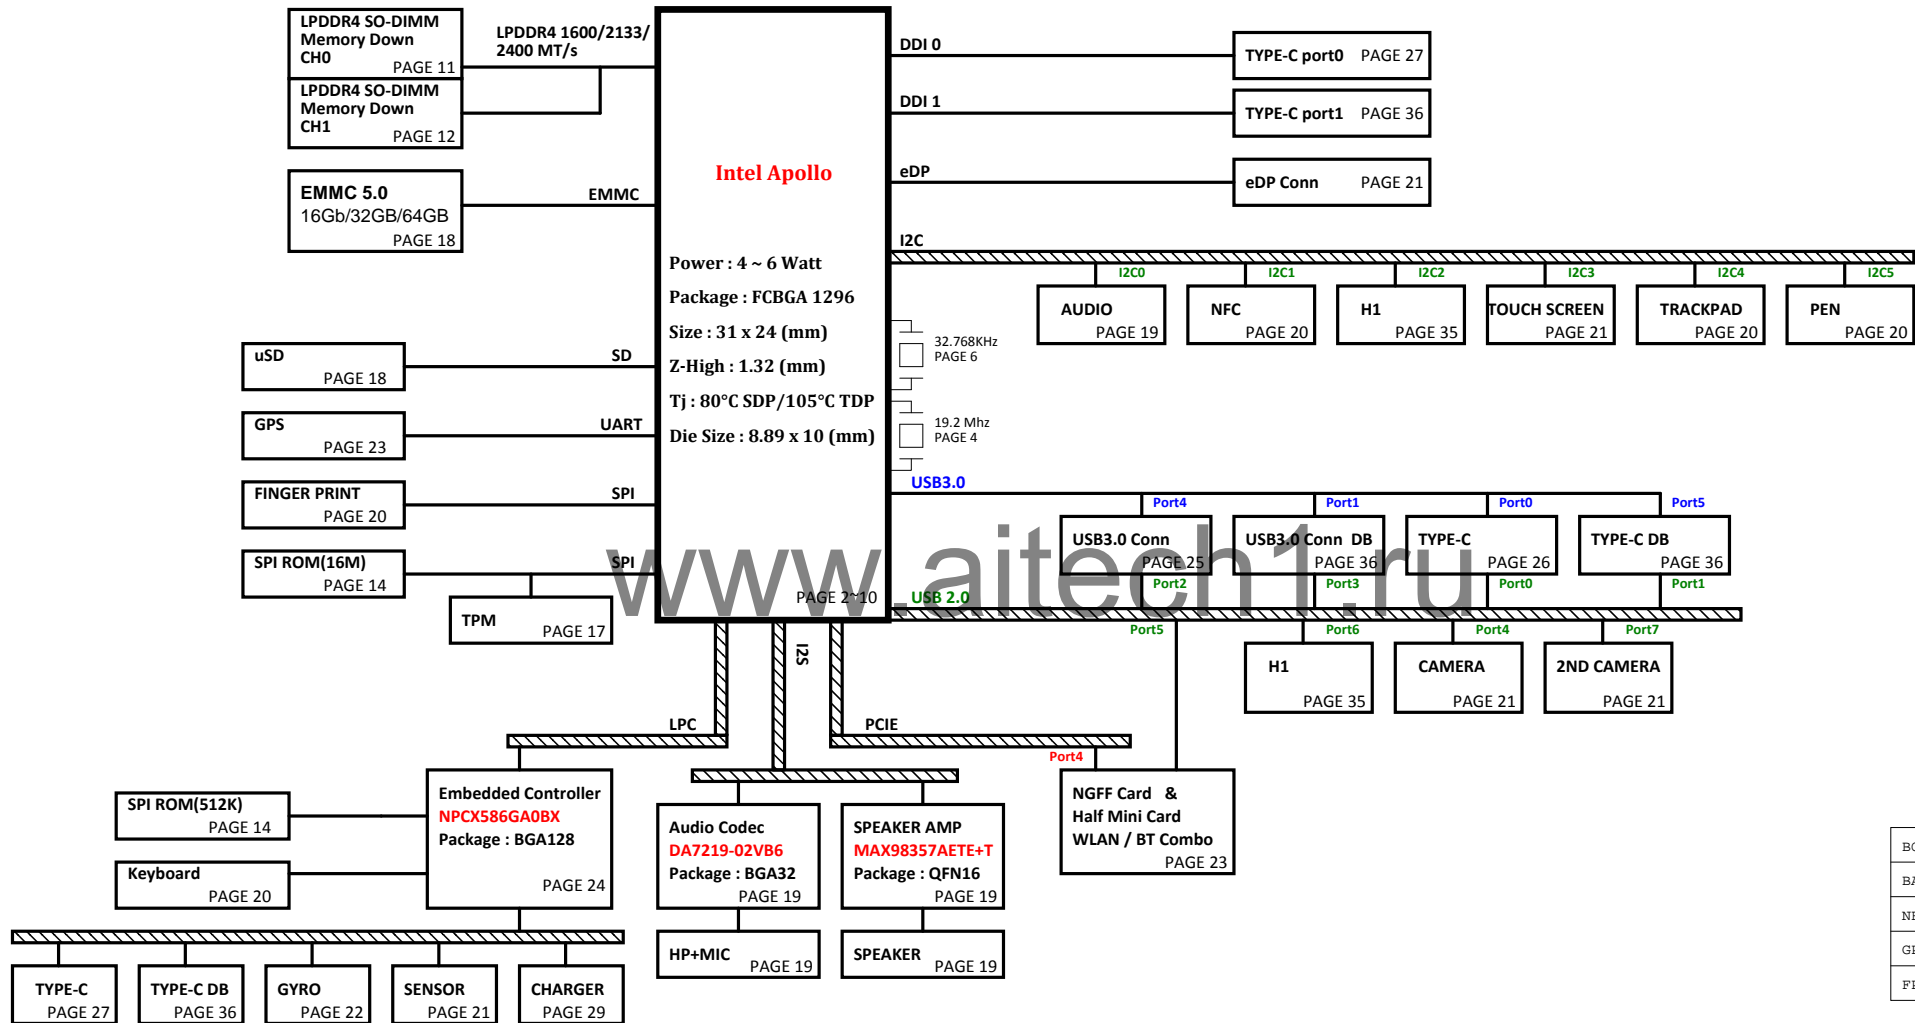 LPDDR4 SO-DIMM
Memory Down
CH0
PAGE 11
LPDDR4 SO-DIMM
Memory Down
CH1
PAGE 12
LPDDR4 1600/2133/
2400 MT/s
EMMC 5.0
16Gb/32GB/64GB
PAGE 18
EMMC
uSD
PAGE 18
SD
GPS
PAGE 23
UART
FINGER PRINT
PAGE 20
SPI
SPI ROM(16M)
PAGE 14
SPI
TPM
PAGE 17
Intel Apollo
Power : 4 ~ 6 Watt
Package : FCBGA 1296
Size : 31 x 24 (mm)
Z-High : 1.32 (mm)
Tj : 80°C SDP/105°C TDP
Die Size : 8.89 x 10 (mm)
PAGE 2~10
DDI 0
TYPE-C port0 PAGE 27
DDI 1
TYPE-C port1 PAGE 36
eDP
eDP Conn PAGE 21
I2C
I2C0
I2C1
I2C2
I2C3
I2C4
I2C5
AUDIO
PAGE 19
NFC
PAGE 20
H1
PAGE 35
TOUCH SCREEN
PAGE 21
TRACKPAD
PAGE 20
PEN
PAGE 20
32.768KHz
PAGE 6
19.2 Mhz
PAGE 4
USB3.0
Port4
Port1
Port0
Port5
USB3.0 Conn
PAGE 25
USB3.0 Conn DB
PAGE 36
TYPE-C
PAGE 26
TYPE-C DB
PAGE 36
Port2
Port3
Port0
Port1
USB 2.0
www.aitech1.ru
Port5
Port6
Port4
Port7
H1
PAGE 35
CAMERA
PAGE 21
2ND CAMERA
PAGE 21
I2S
LPC
PCIE
Port4
SPI ROM(512K)
PAGE 14
Keyboard
PAGE 20
Embedded Controller
NPCX586GA0BX
Package : BGA128
PAGE 24
Audio Codec
DA7219-02VB6
Package : BGA32
PAGE 19
SPEAKER AMP
MAX98357AETE+T
Package : QFN16
PAGE 19
NGFF Card &
Half Mini Card
WLAN / BT Combo
PAGE 23
HP+MIC
PAGE 19
SPEAKER
PAGE 19
TYPE-C
PAGE 27
TYPE-C DB
PAGE 36
GYRO
PAGE 22
SENSOR
PAGE 21
CHARGER
PAGE 29